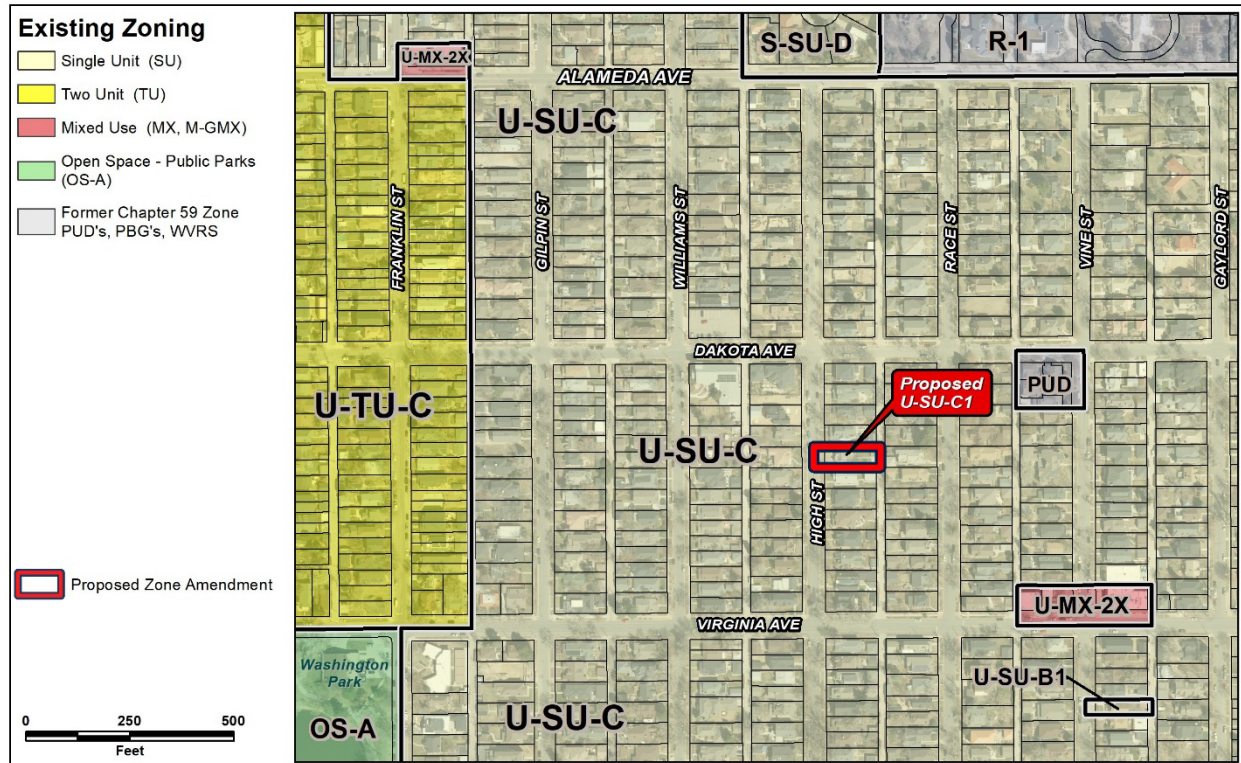 Existing Zoning
Single Unit (SU)
Two Unit (TU)
Mixed Use (MX, M-GMX)
Open Space - Public Parks
(OS-A)
Former Chapter 59 Zone
PUD's, PBG's, WVRS
Proposed Zone Amendment
0 250 500
Feet
U-MX-2X
S-SU-D
R-1
ALAMEDA AVE
U-SU-C
FRANKLIN ST
GILPIN ST
WILLIAMS ST
RACE ST
VINE ST
GAYLORD ST
DAKOTA AVE
Proposed
U-SU-C1
PUD
U-TU-C
U-SU-C
HIGH ST
U-MX-2X
VIRGINIA AVE
Washington
Park
U-SU-B1
OS-A
U-SU-C